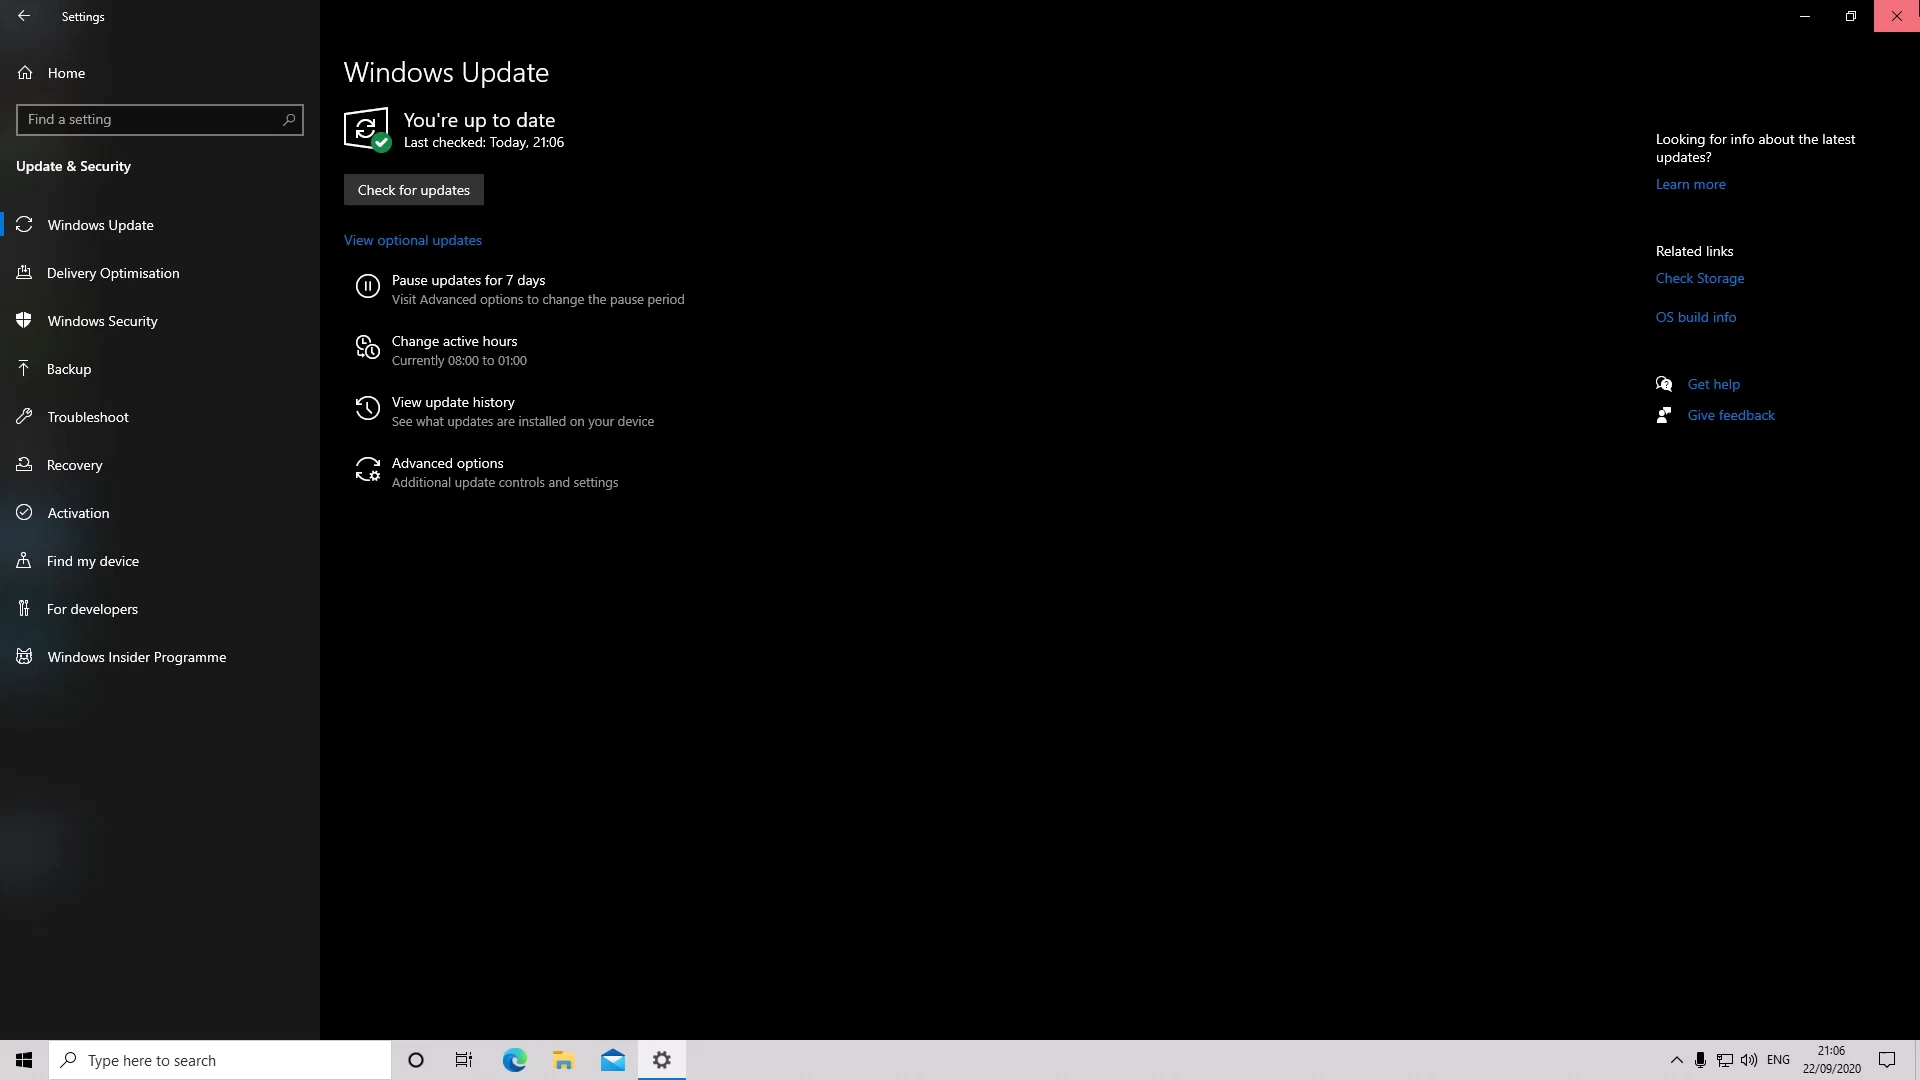 Settings
Home
Find a setting
Update & Security
Windows Update
Delivery Optimisation
Windows Security
Backup
Troubleshoot
Recovery
Activation
Find my device
For developers
Windows Insider Programme
Windows Update
You're up to date
Last checked: Today, 21:06
Check for updates
View optional updates
Pause updates for 7 days
Visit Advanced options to change the pause period
Change active hours
Currently 08:00 to 01:00
View update history
See what updates are installed on your device
Advanced options
Additional update controls and settings
Looking for info about the latest
updates?
Learn more
Related links
Check Storage
OS build info
Get help
Give feedback
Type here to search
ENG
21:06
22/09/2020